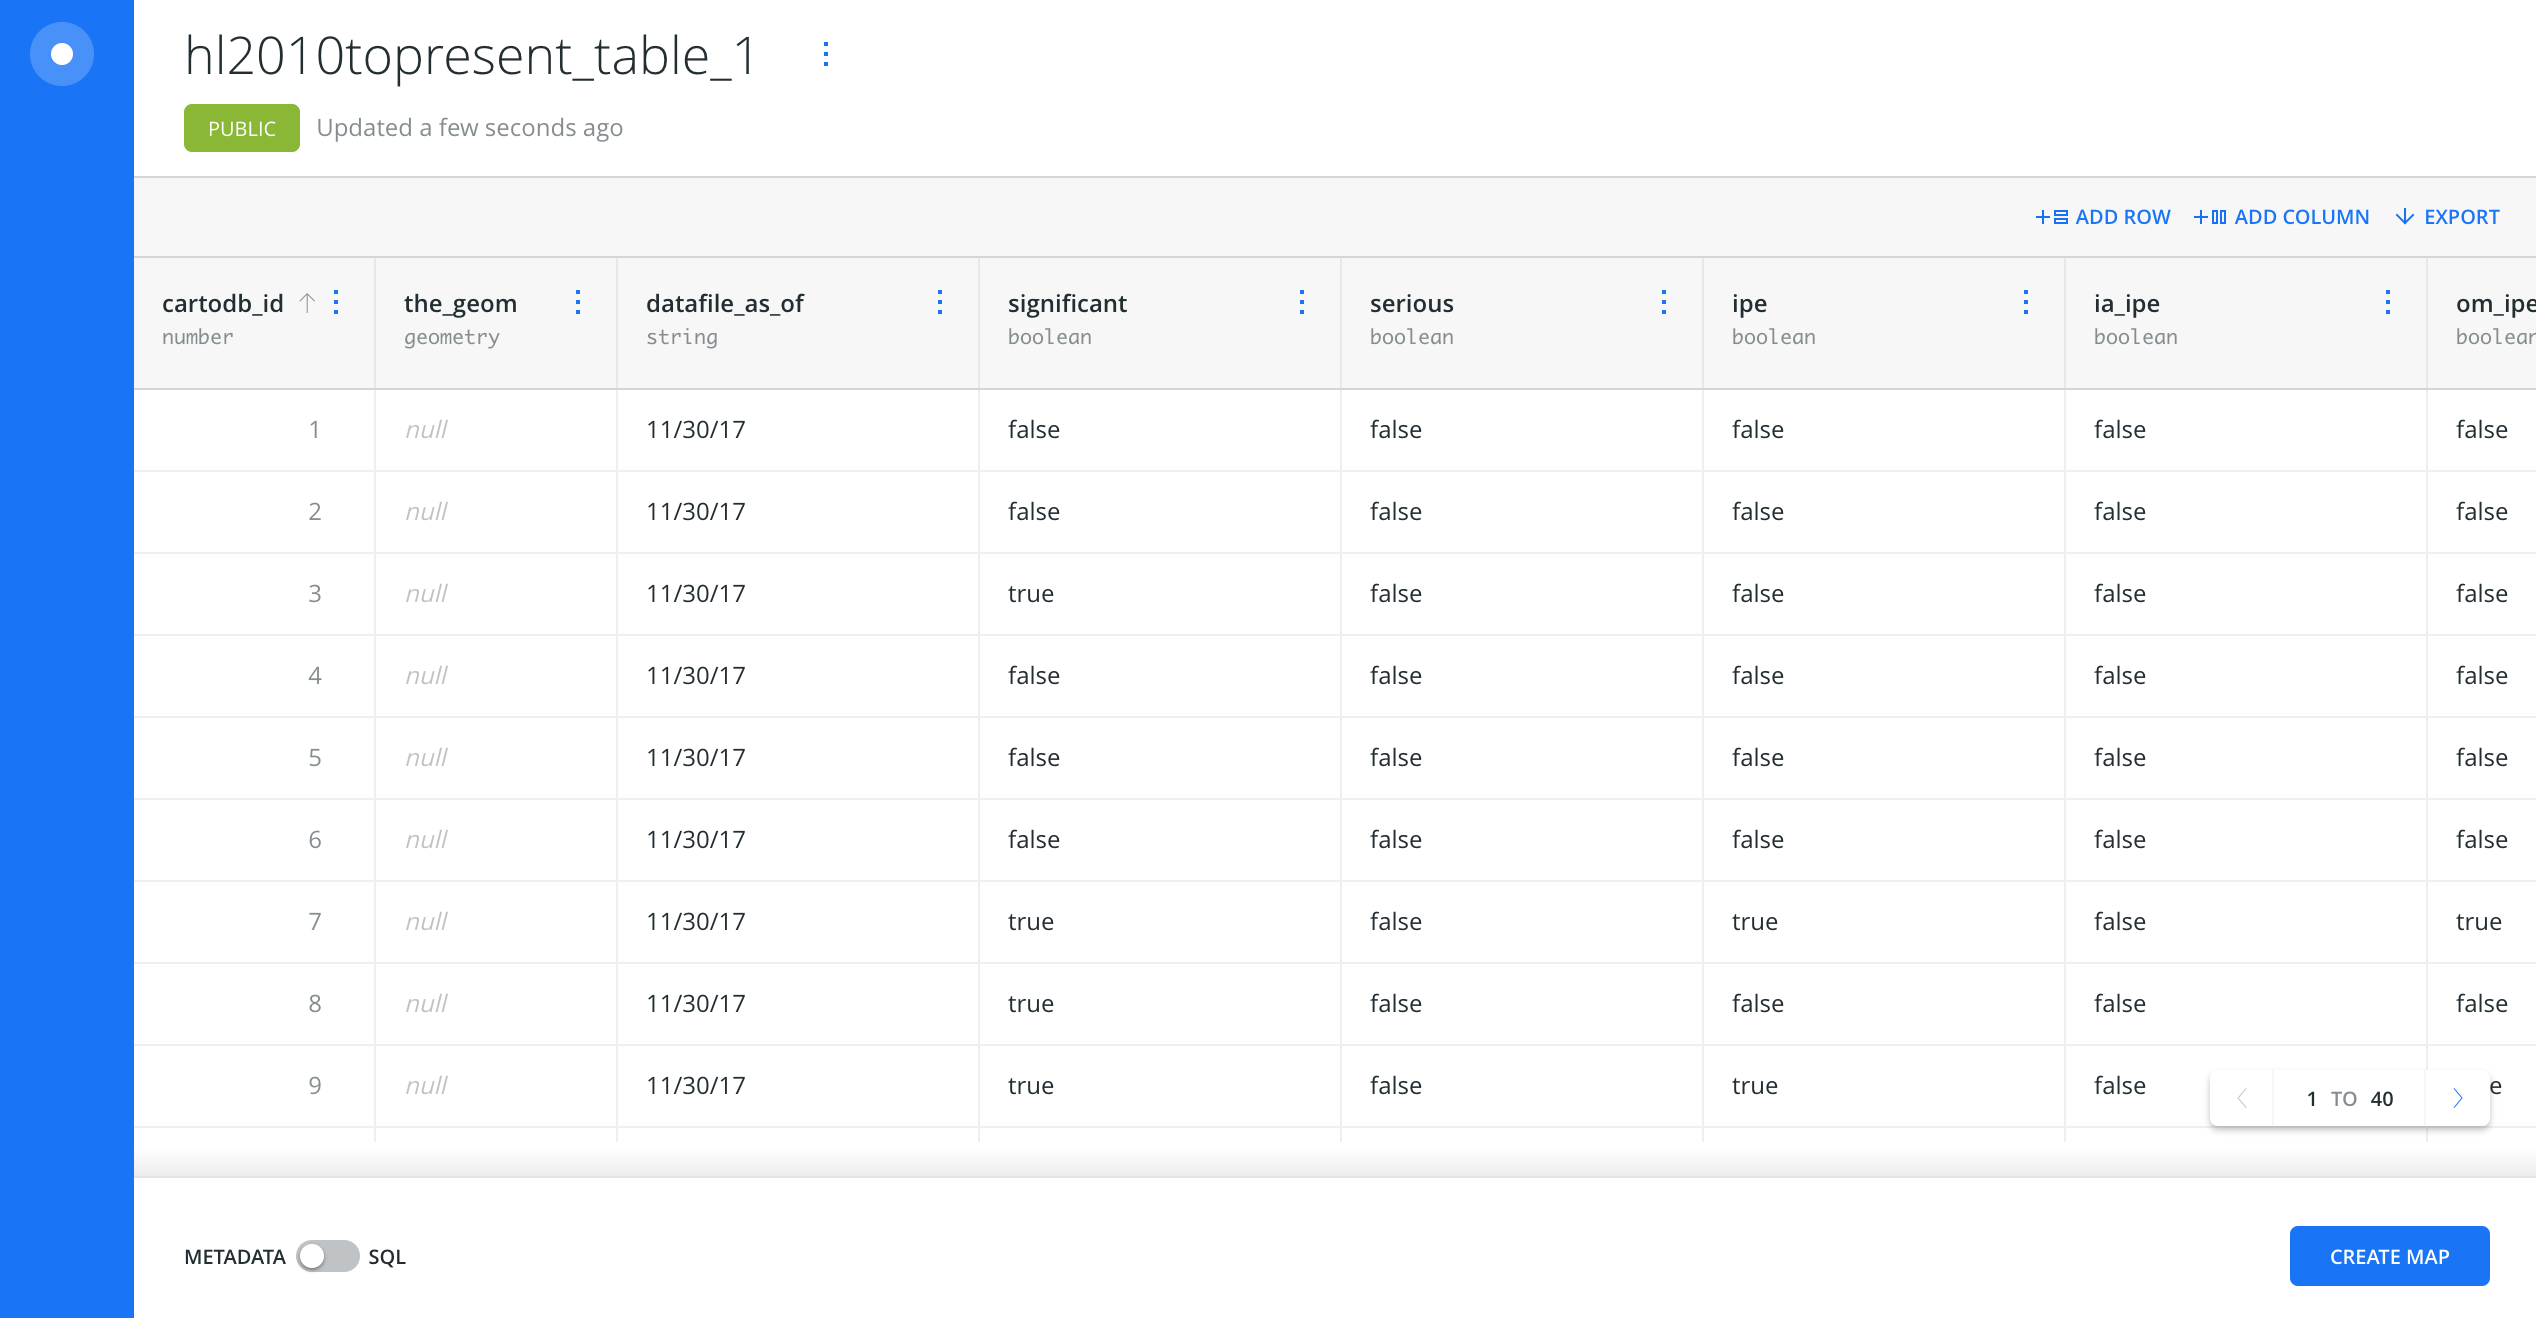 hl2010topresent_table_1
PUBLIC Updated a few seconds ago
ADD ROW ADD COLUMN EXPORT
cartodb_id the_geom datafile_as_of significant serious ipe ia_ipe om_ipe
number geometry string boolean boolean boolean boolean boolean
1 null 11/30/17 false false false false false
2 null 11/30/17 false false false false false
3 null 11/30/17 true false false false false
4 null 11/30/17 false false false false false
5 null 11/30/17 false false false false false
6 null 11/30/17 false false false false false
7 null 11/30/17 true false true false true
8 null 11/30/17 true false false false false
9 null 11/30/17 true false true false
1 TO 40
METADATA SQL
CREATE MAP